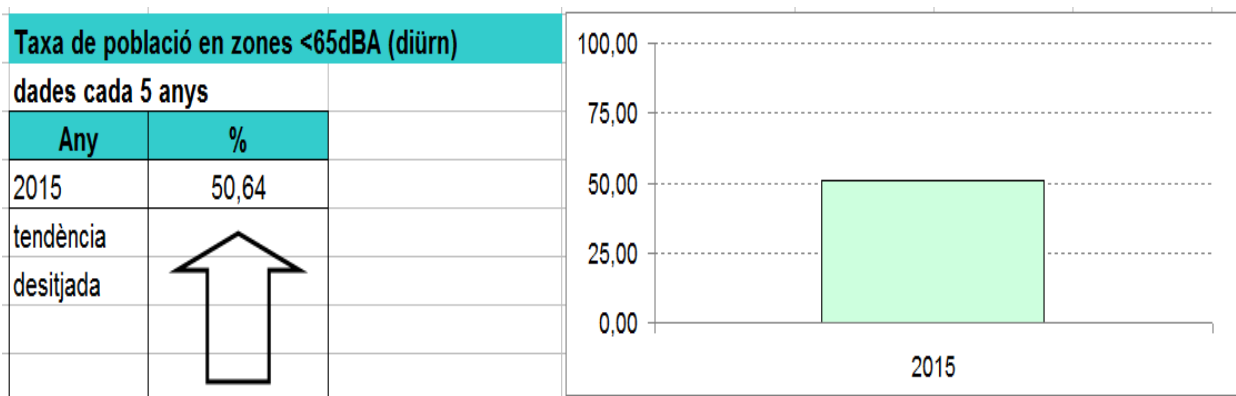 Taxa de població en zones <65dBA (diürn)
dades cada 5 anys
Any %
2015 50,64
tendència
desitjada
100,00
75,00
50,00
25,00
0,00
2015